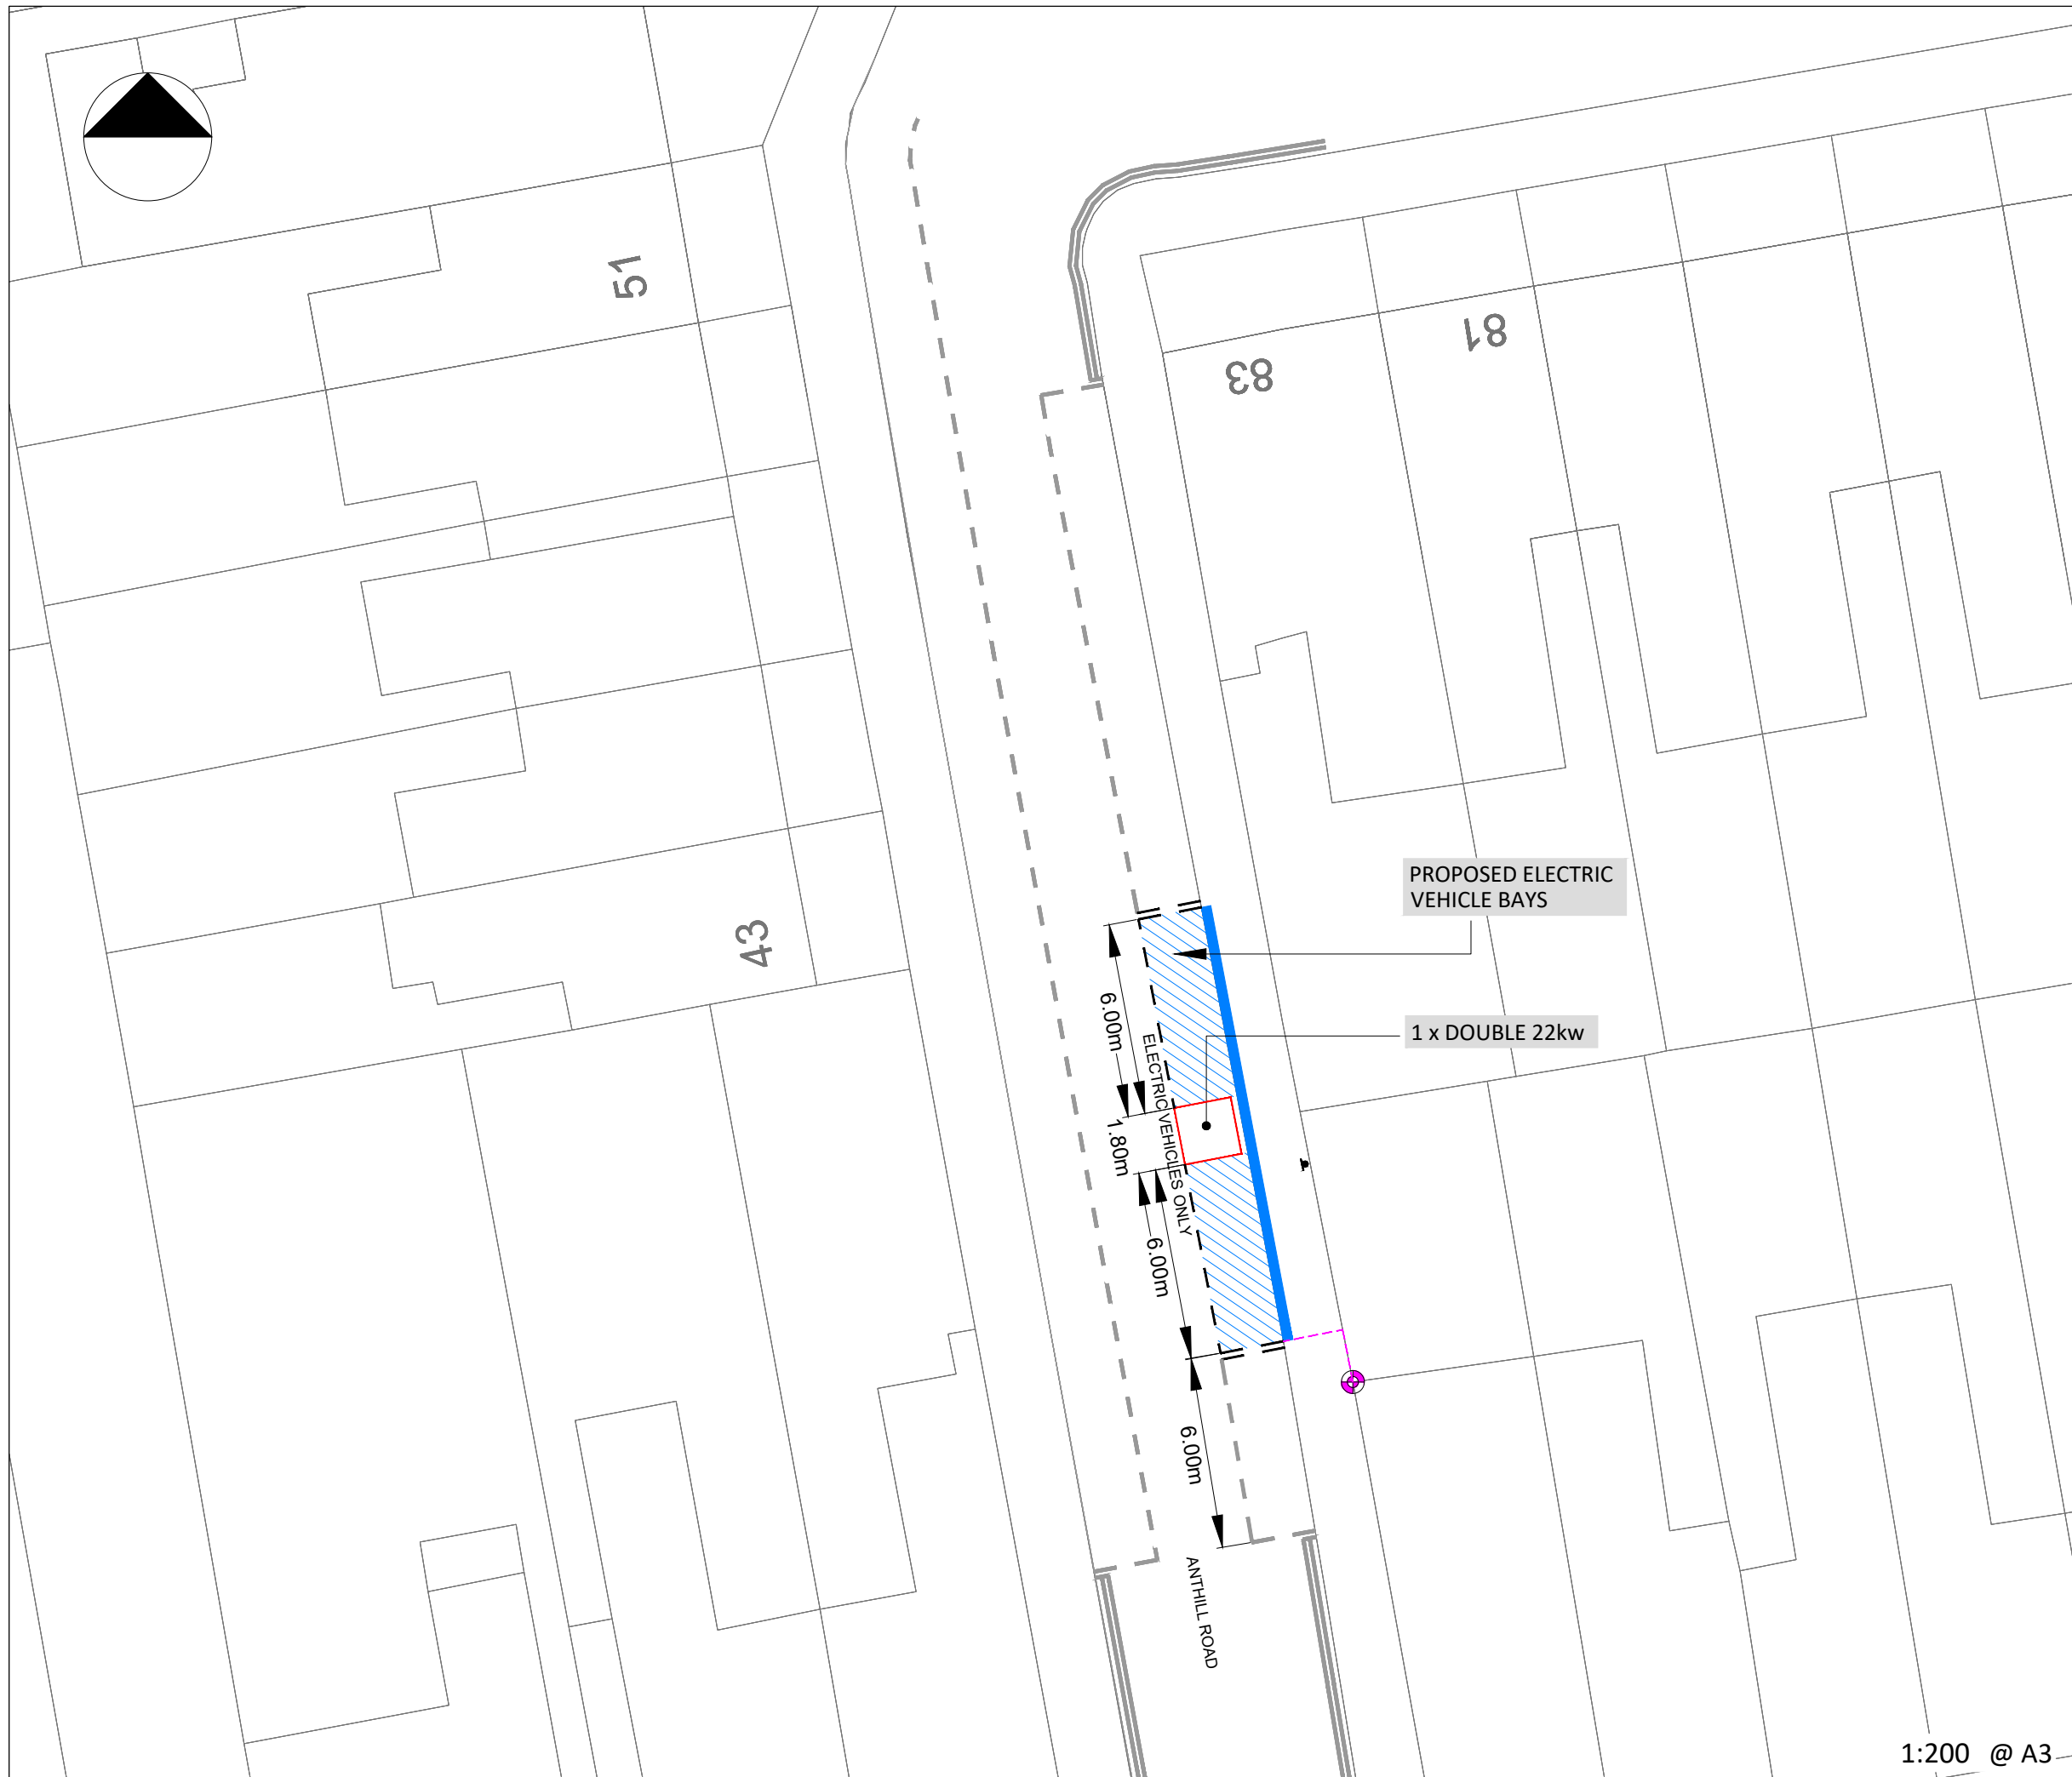 51
83
81
PROPOSED ELECTRIC
VEHICLE BAYS
43
6.00m
1 x DOUBLE 22kw
ELECTRIC VEHICLES ONLY
1.80m
6.00m
6.00m
ANTHILL ROAD
1:200 @ A3